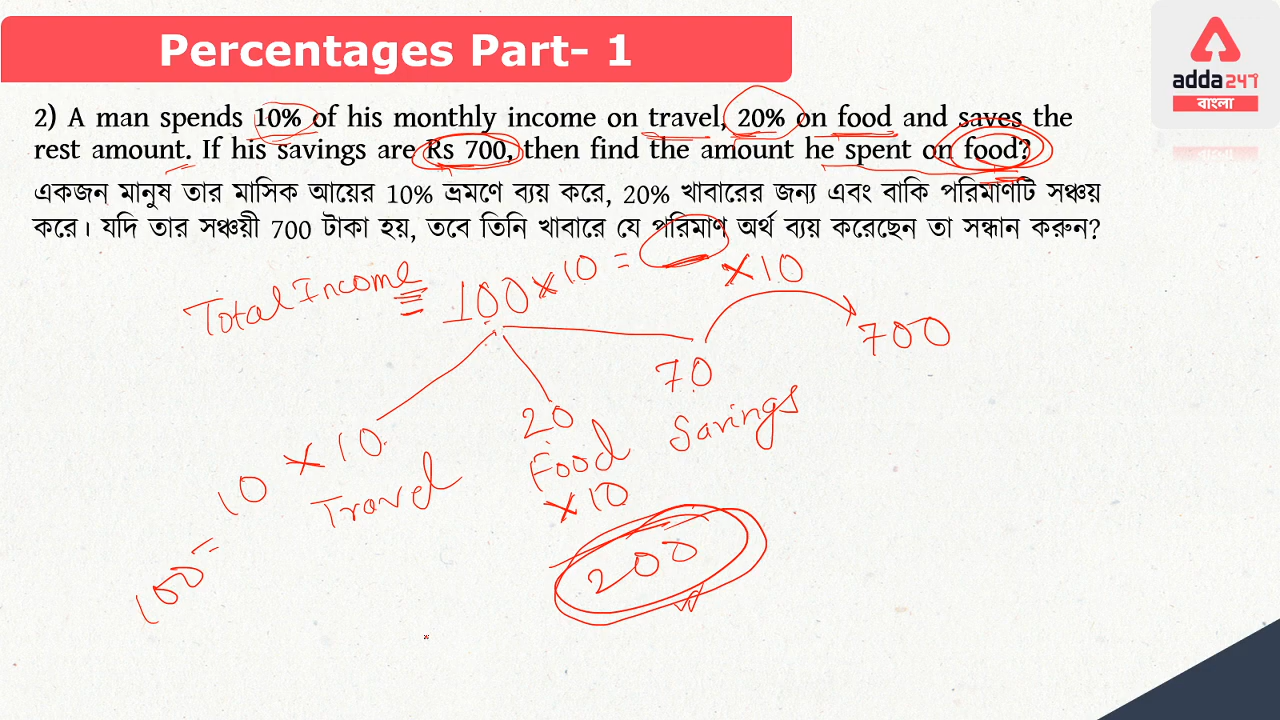 Percentages Part- 1
adda247
বাংলা
2) A man spends 10% of his monthly income on travel, 20% on food and saves the
rest amount. If his savings are Rs 700, then find the amount he spent on food?
একজন মানুষ তার মাসিক আয়ের 10% ভ্রমণে ব্যয় করে, 20% খাবারের জন্য এবং বাকি পরিমাণটি সঞ্চয়
করে। যদি তার সঞ্চয়ী 700 টাকা হয়, তবে তিনি খাবারে যে পরিমাণ অর্থ ব্যয় করেছেন তা সন্ধান করুন?
Total Income = 100 × 10 =
× 10
700
70
Savings
20
Food
× 10
200
10 × 10
Travel
100 =